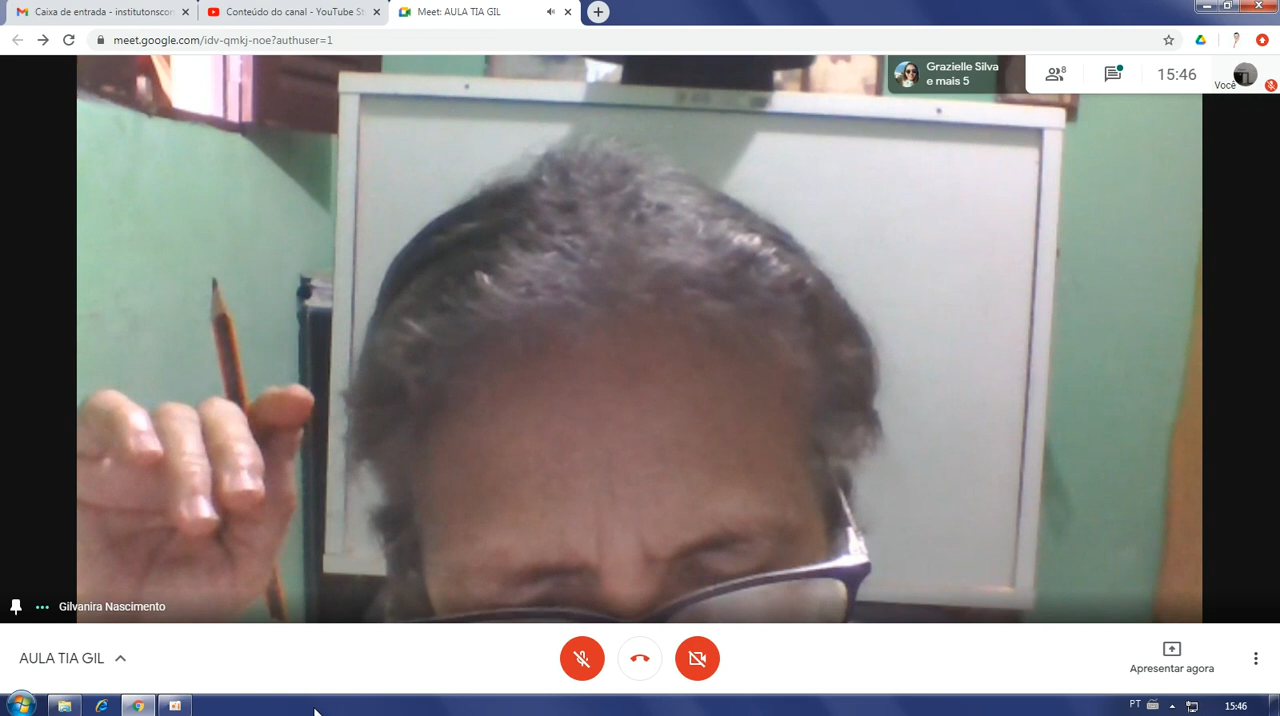 Caixa de entrada - institutonscon
Conteúdo do canal - YouTube St
Meet: AULA TIA GIL
meet.google.com/idv-qmkj-noe?authuser=1
Grazielle Silva
e mais 5
8
15:46
Você
Gilvanira Nascimento
AULA TIA GIL
Apresentar agora
PT
15:46